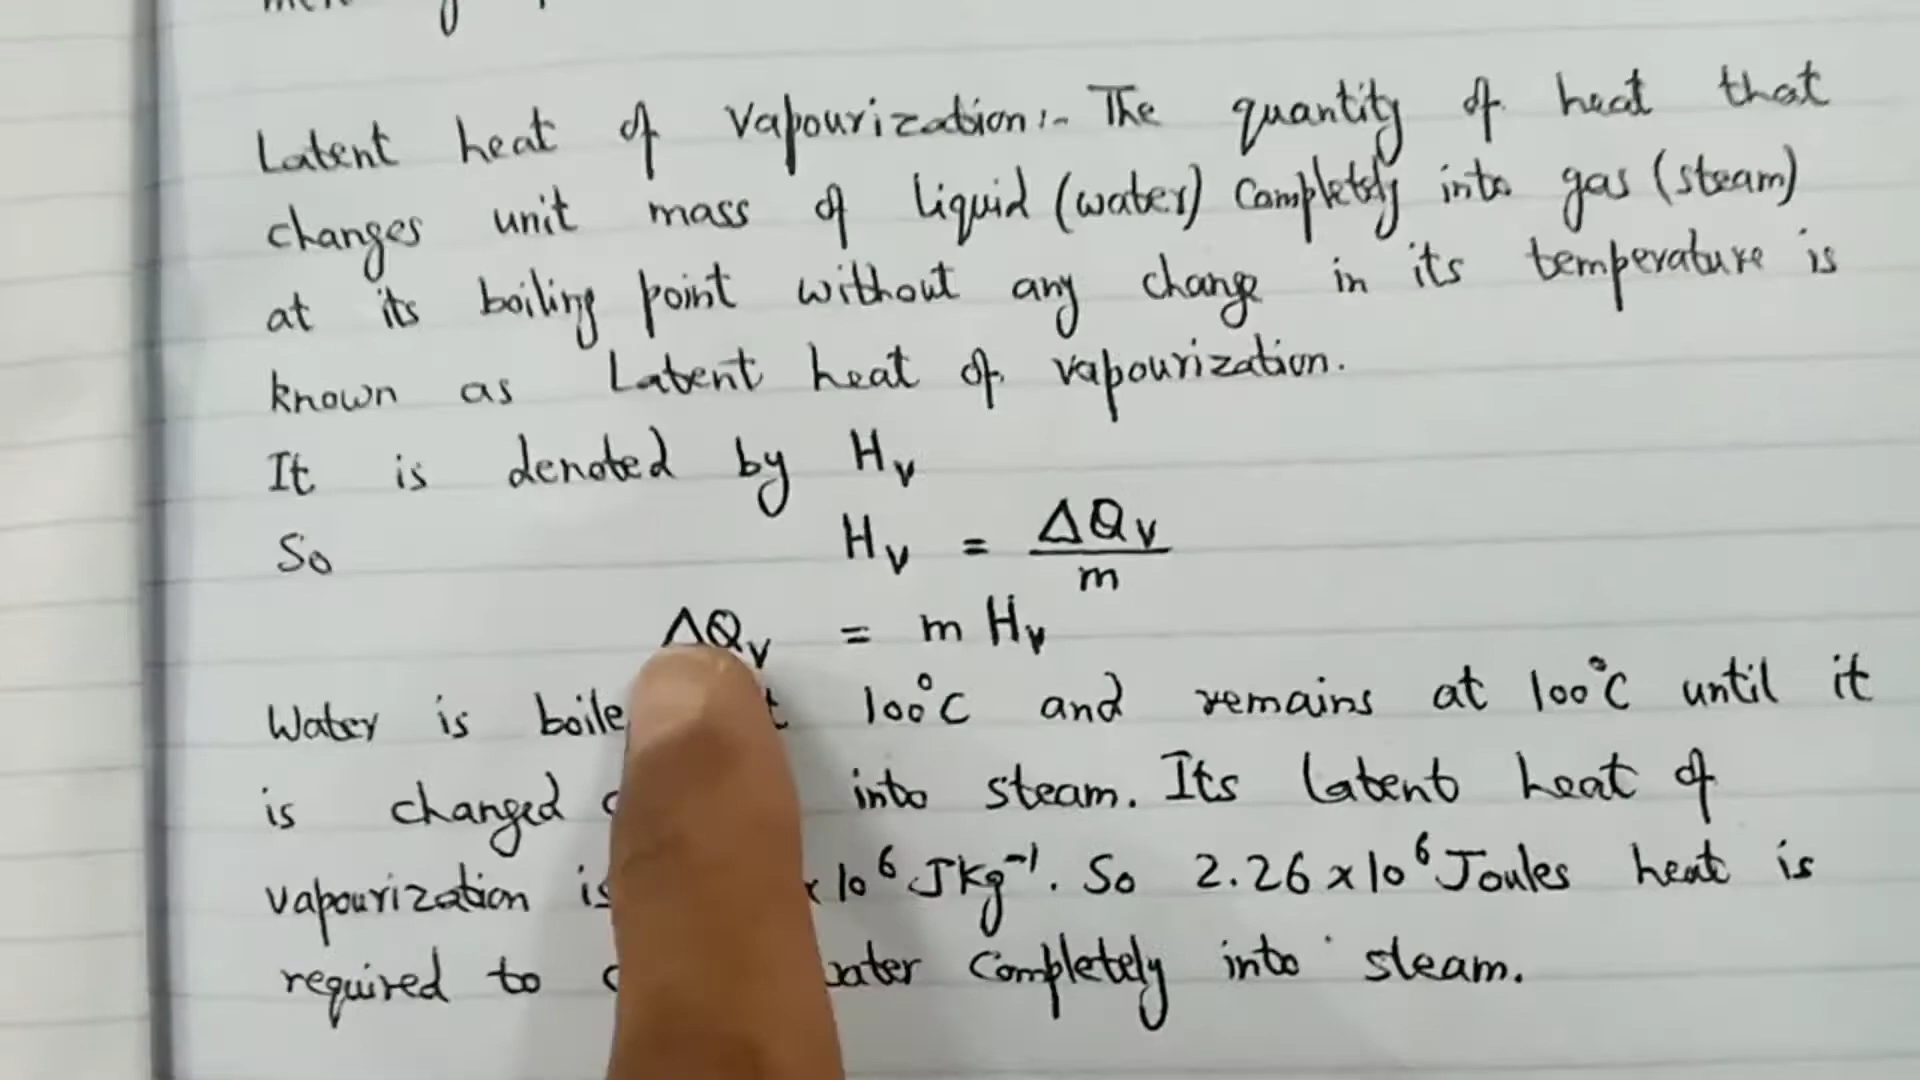 Latent heat of Vapourization:- The quantity of heat that
changes unit mass of liquid (water) completely into gas (steam)
at its boiling point without any change in its temperature is
known as Latent heat of vapourization.
It is denoted by Hv
So Hv = ΔQv / m
ΔQv = m Hv
Water is 100°C and remains at 100°C until it
is changed into steam. Its latent heat of
vapourization is x10⁶ Jkg⁻¹. So 2.26 x 10⁶ Joules heat is
required to water completely into steam.